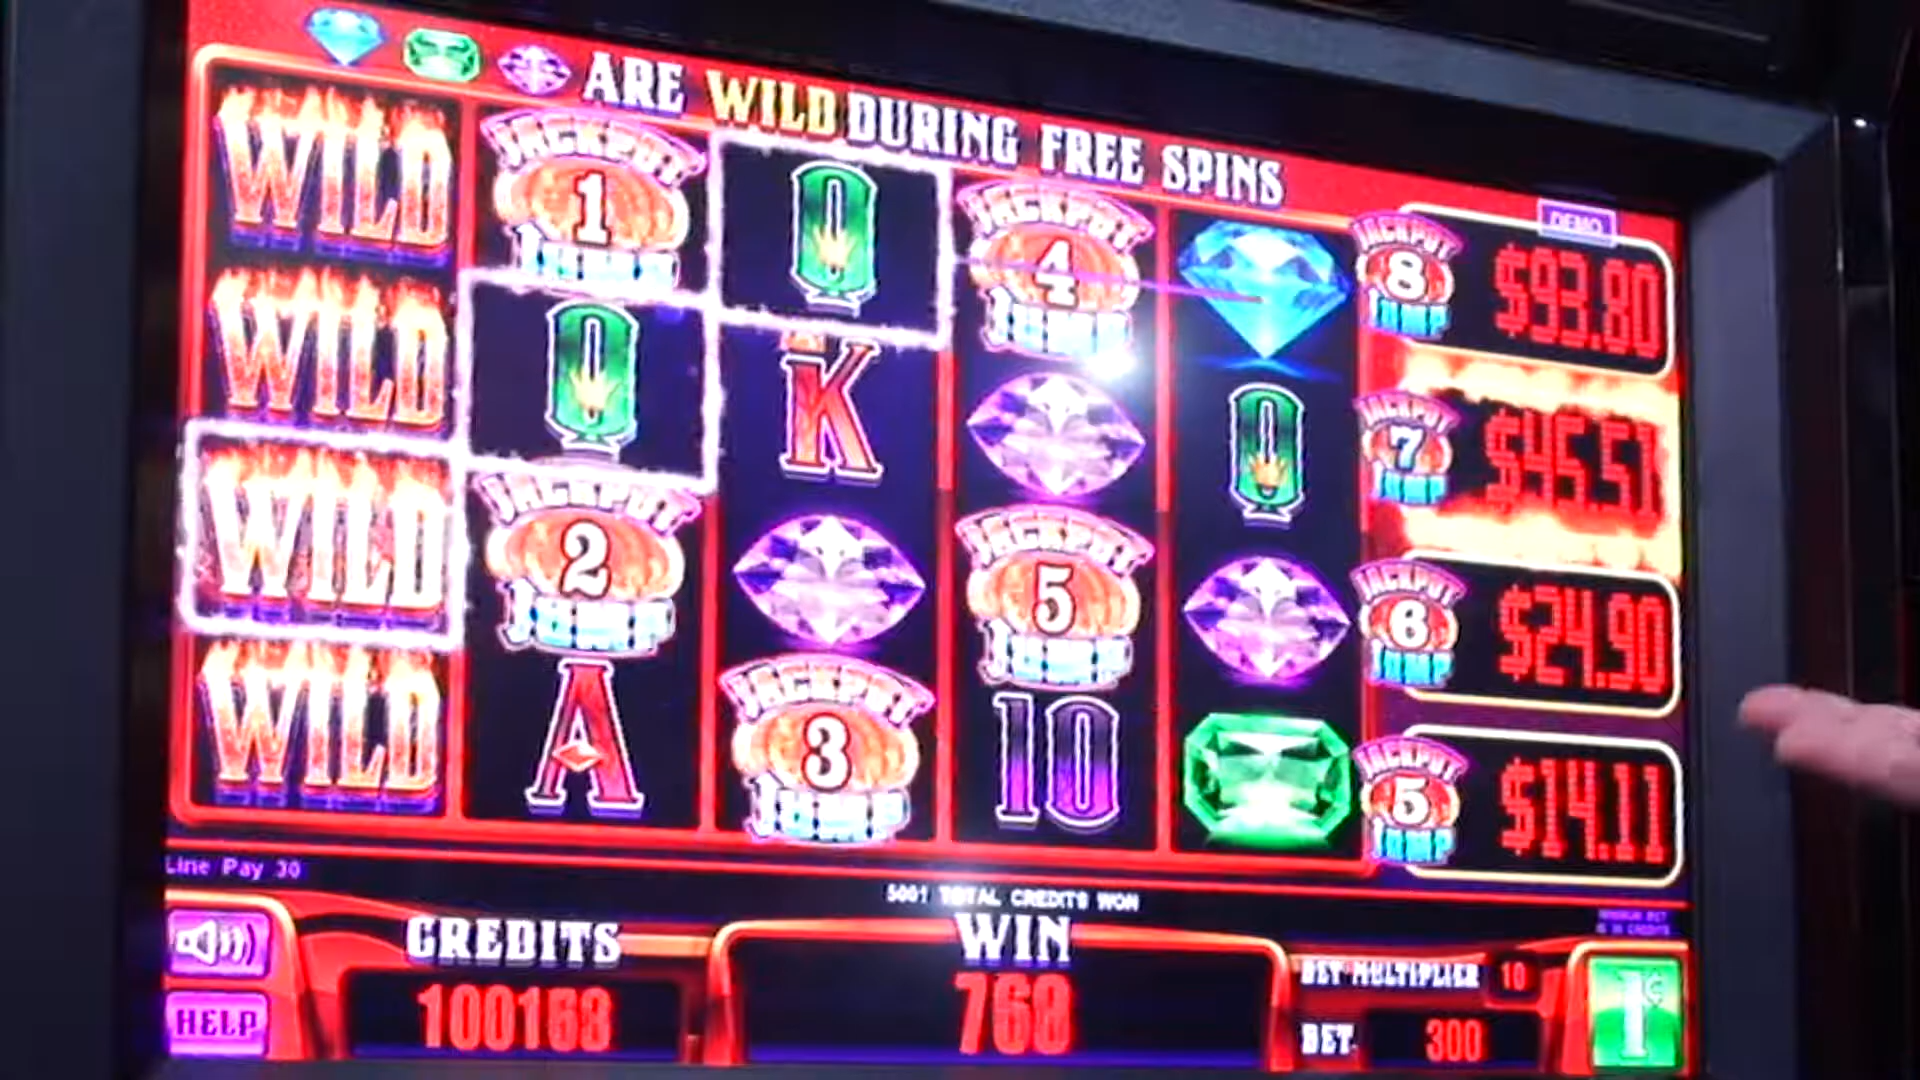 ARE WILD DURING FREE SPINS
DEMO
WILD
WILD
WILD
WILD
JACKPOT 1 JUMP
Q
JACKPOT 2 JUMP
A
Q
K
JACKPOT 3 JUMP
JACKPOT 4 JUMP
JACKPOT 5 JUMP
10
Q
JACKPOT 8 JUMP $93.80
JACKPOT 7 JUMP $45.51
JACKPOT 6 JUMP $24.90
JACKPOT 5 JUMP $14.11
Line Pay 30
5001 TOTAL CREDITS WON
CREDITS
100168
WIN
768
BET MULTIPLIER 10
BET 300
1¢
HELP